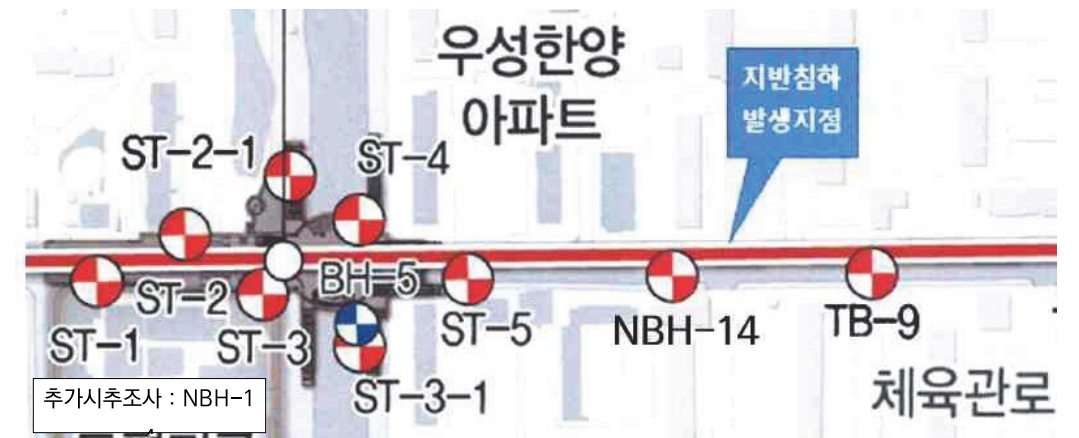 우성한양
아파트
지반침하
발생지점
ST-2-1
ST-4
BH-5
ST-2
ST-1
ST-3
ST-5
NBH-14
TB-9
ST-3-1
체육관로
추가시추조사 : NBH-1